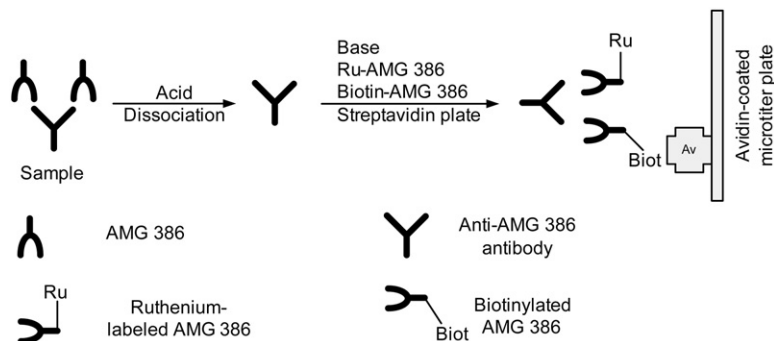 Acid
Dissociation
Base
Ru-AMG 386
Biotin-AMG 386
Streptavidin plate
Ru
Biot
Av
Avidin-coated
microtiter plate
Sample
AMG 386
Anti-AMG 386
antibody
Ru
Ruthenium-
labeled AMG 386
Biot
Biotinylated
AMG 386